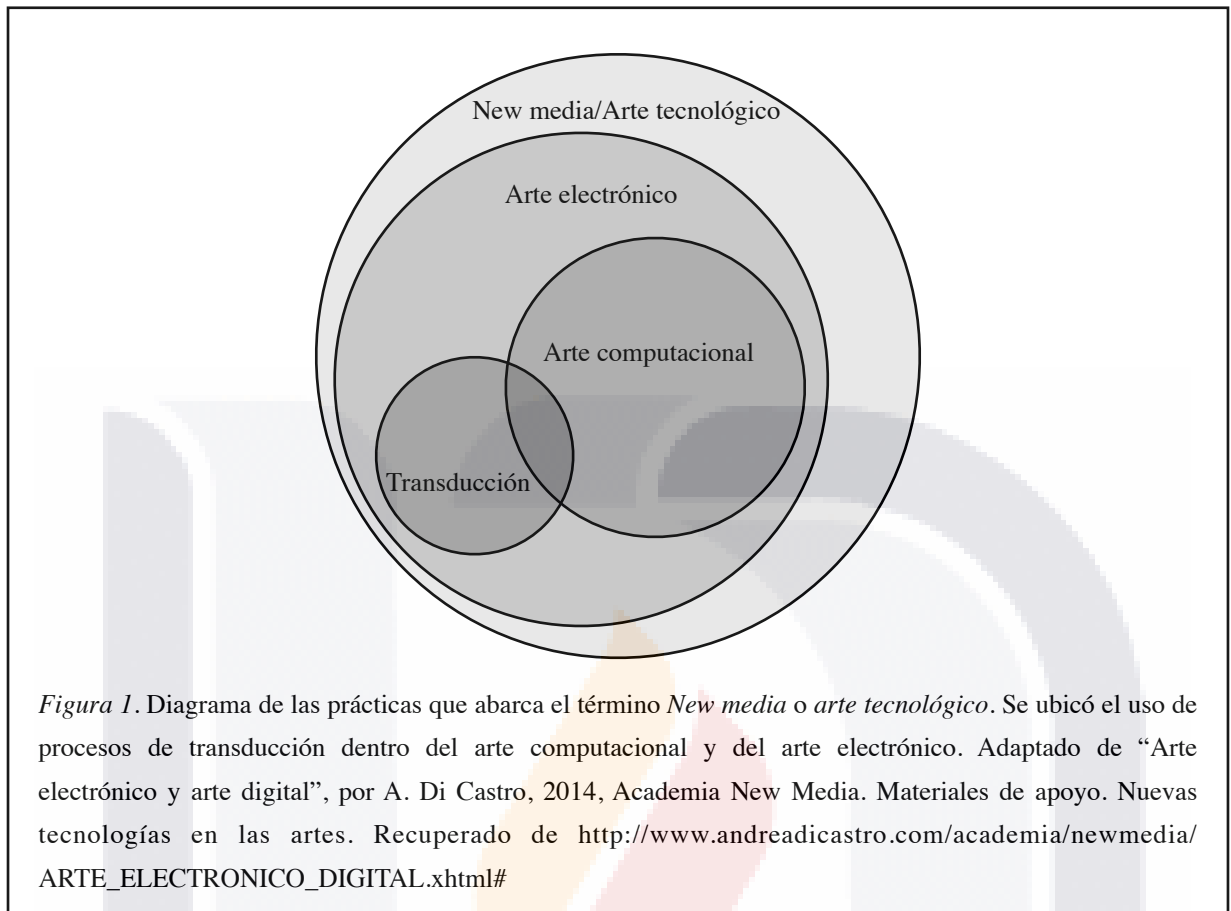 New media/Arte tecnológico
Arte electrónico
Arte computacional
Transducción
Figura 1. Diagrama de las prácticas que abarca el término New media o arte tecnológico. Se ubicó el uso de
procesos de transducción dentro del arte computacional y del arte electrónico. Adaptado de “Arte
electrónico y arte digital”, por A. Di Castro, 2014, Academia New Media. Materiales de apoyo. Nuevas
tecnologías en las artes. Recuperado de http://www.andreadicastro.com/academia/newmedia/
ARTE_ELECTRONICO_DIGITAL.xhtml#